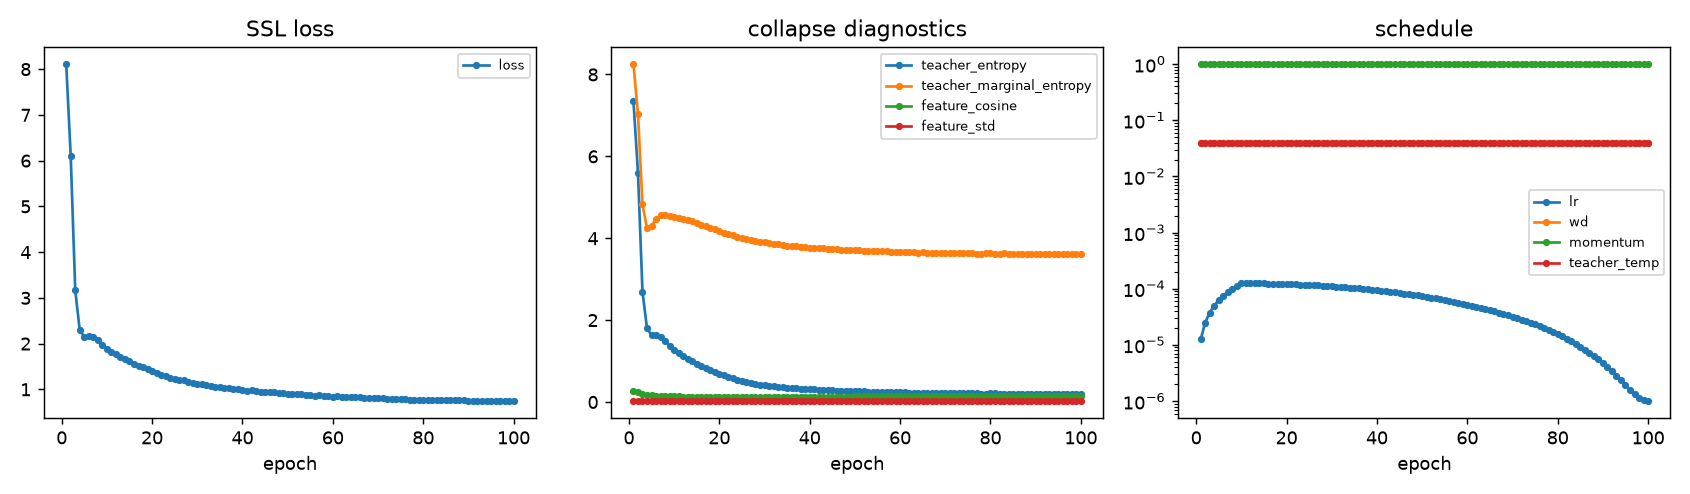 SSL loss
loss
8
7
6
5
4
3
2
1
0 20 40 60 80 100
epoch
collapse diagnostics
teacher_entropy
teacher_marginal_entropy
feature_cosine
feature_std
8
6
4
2
0
0 20 40 60 80 100
epoch
schedule
10⁰
10⁻¹
10⁻²
10⁻³
10⁻⁴
10⁻⁵
10⁻⁶
lr
wd
momentum
teacher_temp
0 20 40 60 80 100
epoch